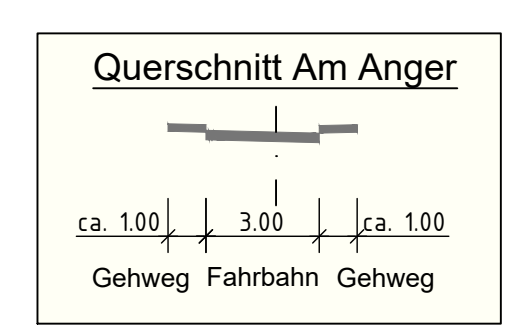 Querschnitt Am Anger
ca. 1.00 3.00 ca. 1.00
Gehweg Fahrbahn Gehweg